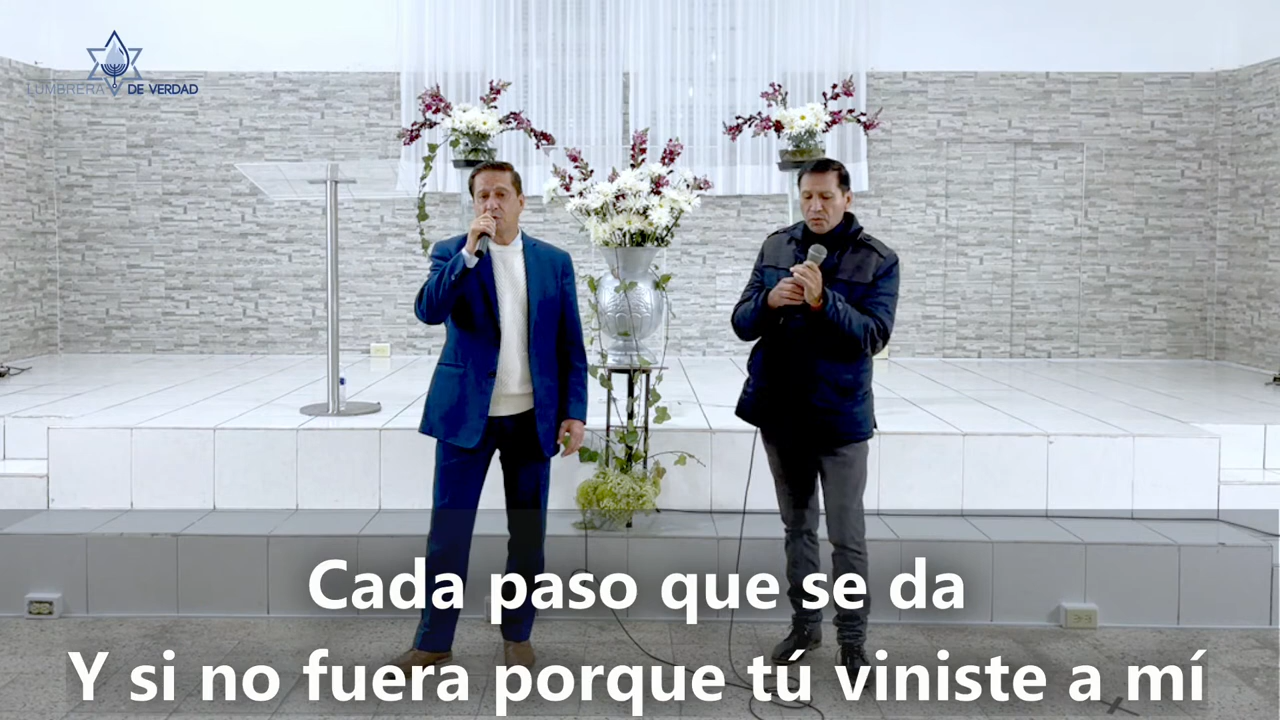 LUMBRERA DE VERDAD
Cada paso que se da
Y si no fuera porque tú viniste a mí